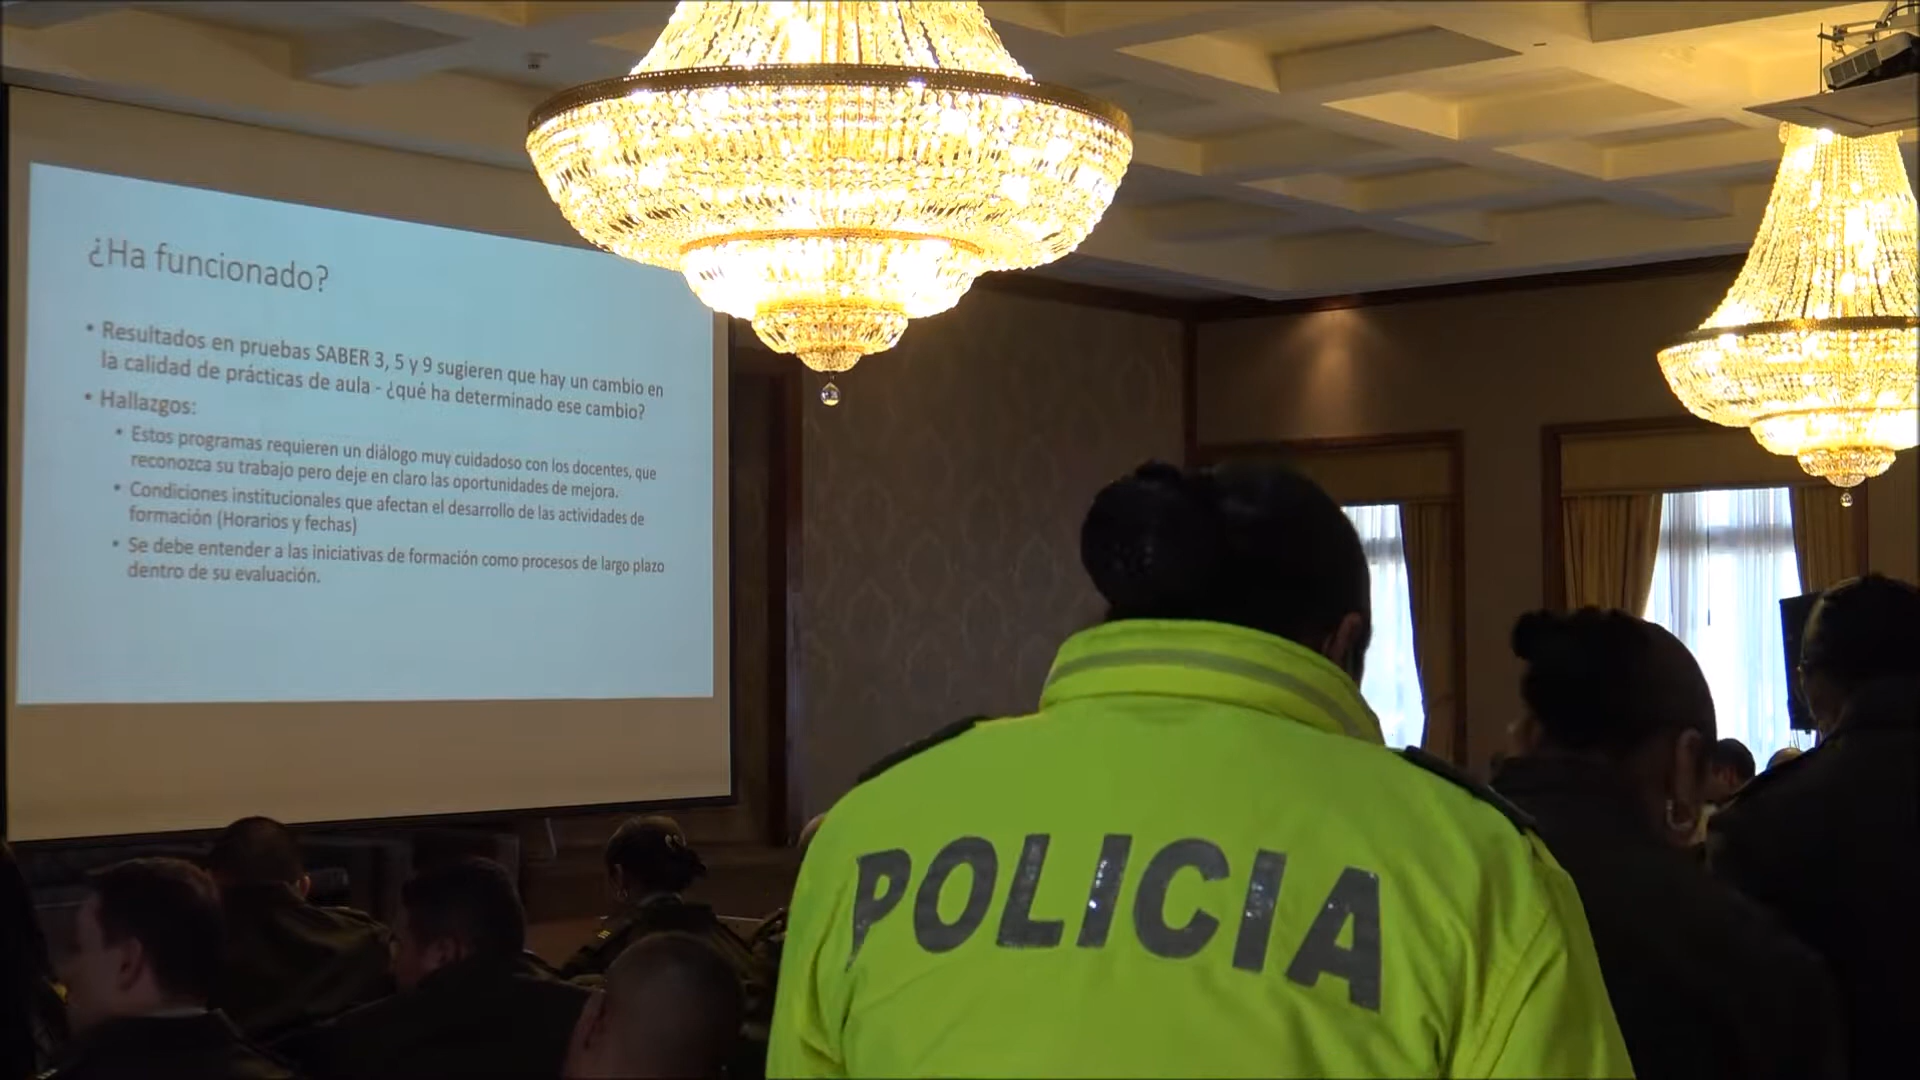 ¿Ha funcionado?
• Resultados en pruebas SABER 3, 5 y 9 sugieren que hay un cambio en
la calidad de prácticas de aula - ¿qué ha determinado ese cambio?
• Hallazgos:
• Estos programas requieren un diálogo muy cuidadoso con los docentes, que
reconozca su trabajo pero deje en claro las oportunidades de mejora.
• Condiciones institucionales que afectan el desarrollo de las actividades de
formación (Horarios y fechas)
• Se debe entender a las iniciativas de formación como procesos de largo plazo
dentro de su evaluación.
POLICIA